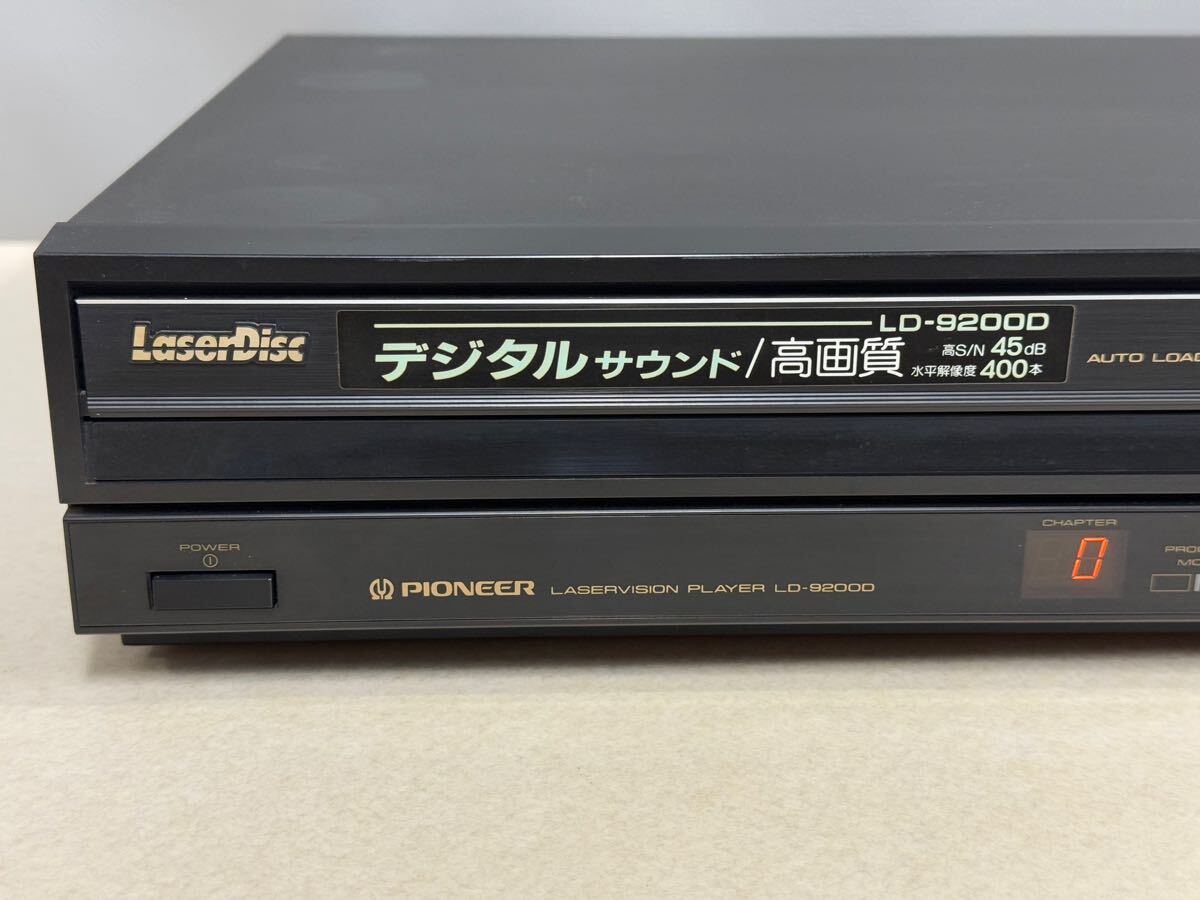 LaserDisc
LD-9200D
デジタルサウンド/高画質 高S/N 45dB
水平解像度 400本
AUTO LOAD
POWER
PIONEER LASERVISION PLAYER LD-9200D
CHAPTER
0